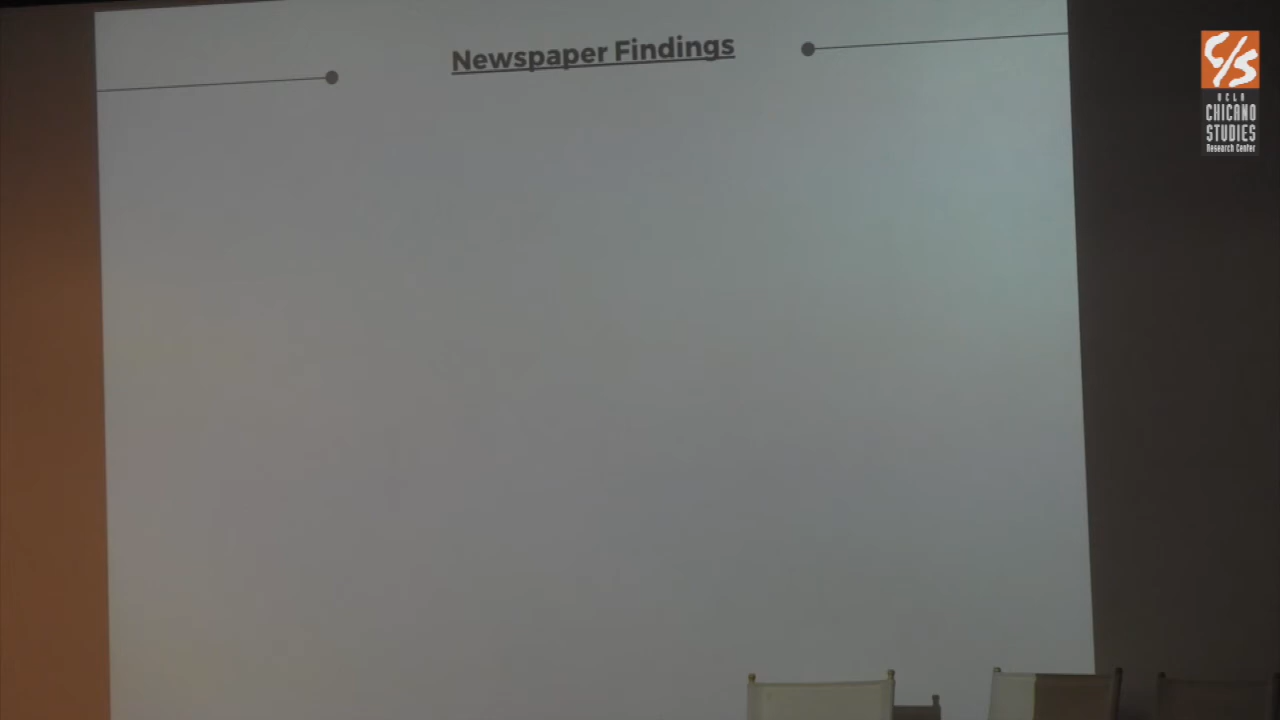 Newspaper Findings
C/S
UCLA
CHICANO
STUDIES
Research Center